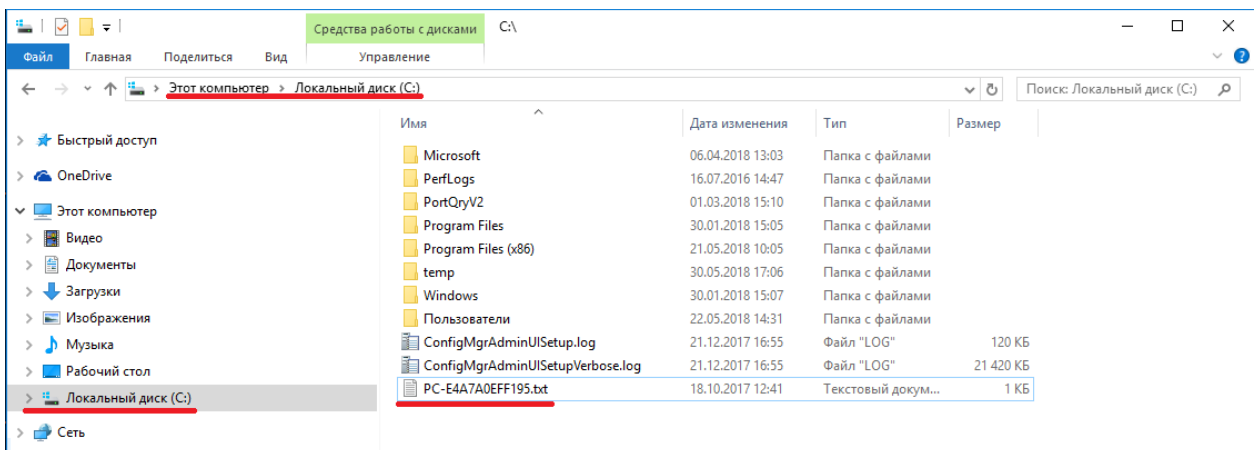 Средства работы с дисками C:\
Файл Главная Поделиться Вид Управление
Этот компьютер > Локальный диск (C:) Поиск: Локальный диск (C:)
Имя Дата изменения Тип Размер
Быстрый доступ
OneDrive
Этот компьютер
Видео
Документы
Загрузки
Изображения
Музыка
Рабочий стол
Локальный диск (C:)
Сеть
Microsoft 06.04.2018 13:03 Папка с файлами
PerfLogs 16.07.2016 14:47 Папка с файлами
PortQryV2 01.03.2018 15:10 Папка с файлами
Program Files 30.01.2018 15:05 Папка с файлами
Program Files (x86) 21.05.2018 10:05 Папка с файлами
temp 30.05.2018 17:06 Папка с файлами
Windows 30.01.2018 15:07 Папка с файлами
Пользователи 22.05.2018 14:31 Папка с файлами
ConfigMgrAdminUISetup.log 21.12.2017 16:55 Файл "LOG" 120 КБ
ConfigMgrAdminUISetupVerbose.log 21.12.2017 16:55 Файл "LOG" 21 420 КБ
PC-E4A7A0EFF195.txt 18.10.2017 12:41 Текстовый докум... 1 КБ